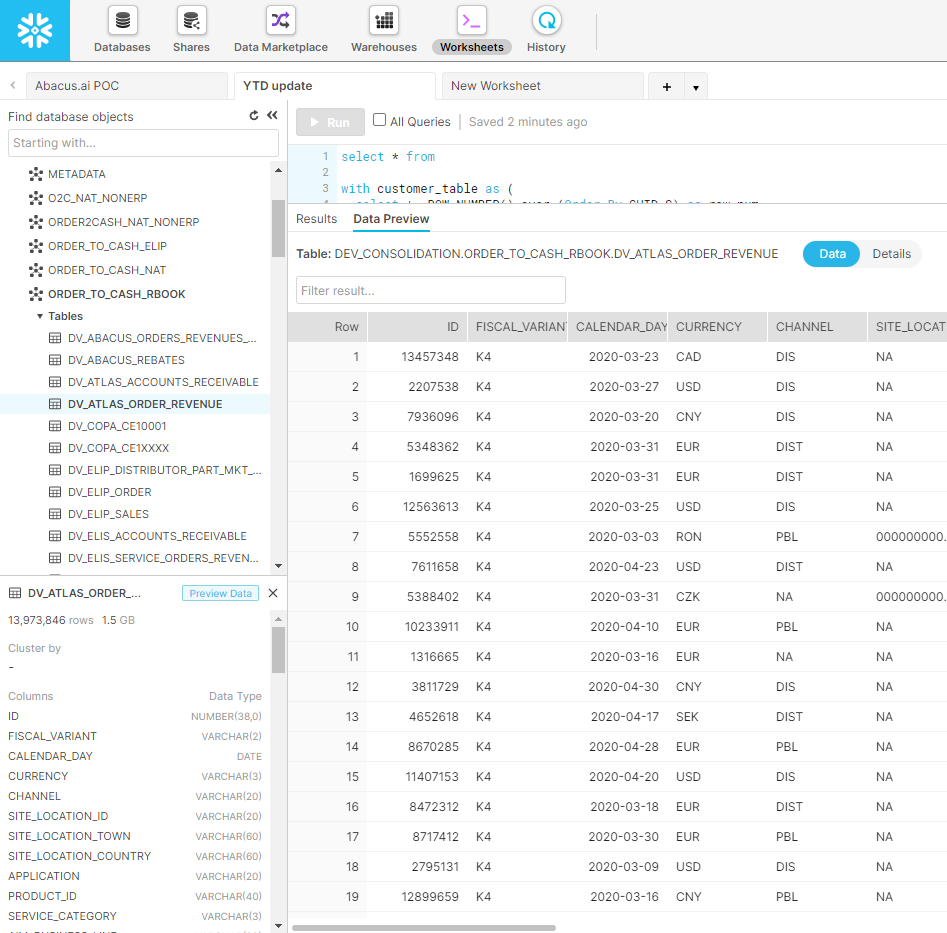 Databases Shares Data Marketplace Warehouses Worksheets History
Abacus.ai POC YTD update New Worksheet + ▾
Find database objects
Starting with...
METADATA
O2C_NAT_NONERP
ORDER2CASH_NAT_NONERP
ORDER_TO_CASH_ELIP
ORDER_TO_CASH_NAT
ORDER_TO_CASH_RBOOK
Tables
DV_ABACUS_ORDERS_REVENUES_...
DV_ABACUS_REBATES
DV_ATLAS_ACCOUNTS_RECEIVABLE
DV_ATLAS_ORDER_REVENUE
DV_COPA_CE10001
DV_COPA_CE1XXXX
DV_ELIP_DISTRIBUTOR_PART_MKT_...
DV_ELIP_ORDER
DV_ELIP_SALES
DV_ELIS_ACCOUNTS_RECEIVABLE
DV_ELIS_SERVICE_ORDERS_REVEN...
DV_ATLAS_ORDER_... Preview Data
13,973,846 rows 1.5 GB
Cluster by
-
Columns Data Type
ID NUMBER(38,0)
FISCAL_VARIANT VARCHAR(2)
CALENDAR_DAY DATE
CURRENCY VARCHAR(3)
CHANNEL VARCHAR(20)
SITE_LOCATION_ID VARCHAR(20)
SITE_LOCATION_TOWN VARCHAR(60)
SITE_LOCATION_COUNTRY VARCHAR(60)
APPLICATION VARCHAR(20)
PRODUCT_ID VARCHAR(40)
SERVICE_CATEGORY VARCHAR(3)
Run All Queries | Saved 2 minutes ago
1 select * from
2
3 with customer_table as (
Results Data Preview
Table: DEV_CONSOLIDATION.ORDER_TO_CASH_RBOOK.DV_ATLAS_ORDER_REVENUE Data Details
Filter result...
Row ID FISCAL_VARIANT CALENDAR_DAY CURRENCY CHANNEL SITE_LOCAT
1 13457348 K4 2020-03-23 CAD DIS NA
2 2207538 K4 2020-03-27 USD DIS NA
3 7936096 K4 2020-03-20 CNY DIS NA
4 5348362 K4 2020-03-31 EUR DIST NA
5 1699625 K4 2020-03-31 EUR DIST NA
6 12563613 K4 2020-03-25 USD DIS NA
7 5552558 K4 2020-03-03 RON PBL 000000000.
8 7611658 K4 2020-04-23 USD DIST NA
9 5388402 K4 2020-03-31 CZK NA 000000000.
10 10233911 K4 2020-04-10 EUR PBL NA
11 1316665 K4 2020-03-16 EUR NA NA
12 3811729 K4 2020-04-30 CNY DIS NA
13 4652618 K4 2020-04-17 SEK DIST NA
14 8670285 K4 2020-04-28 EUR PBL NA
15 11407153 K4 2020-04-20 USD DIS NA
16 8472312 K4 2020-03-18 EUR DIST NA
17 8717412 K4 2020-03-30 EUR PBL NA
18 2795131 K4 2020-03-09 USD DIS NA
19 12899659 K4 2020-03-16 CNY PBL NA